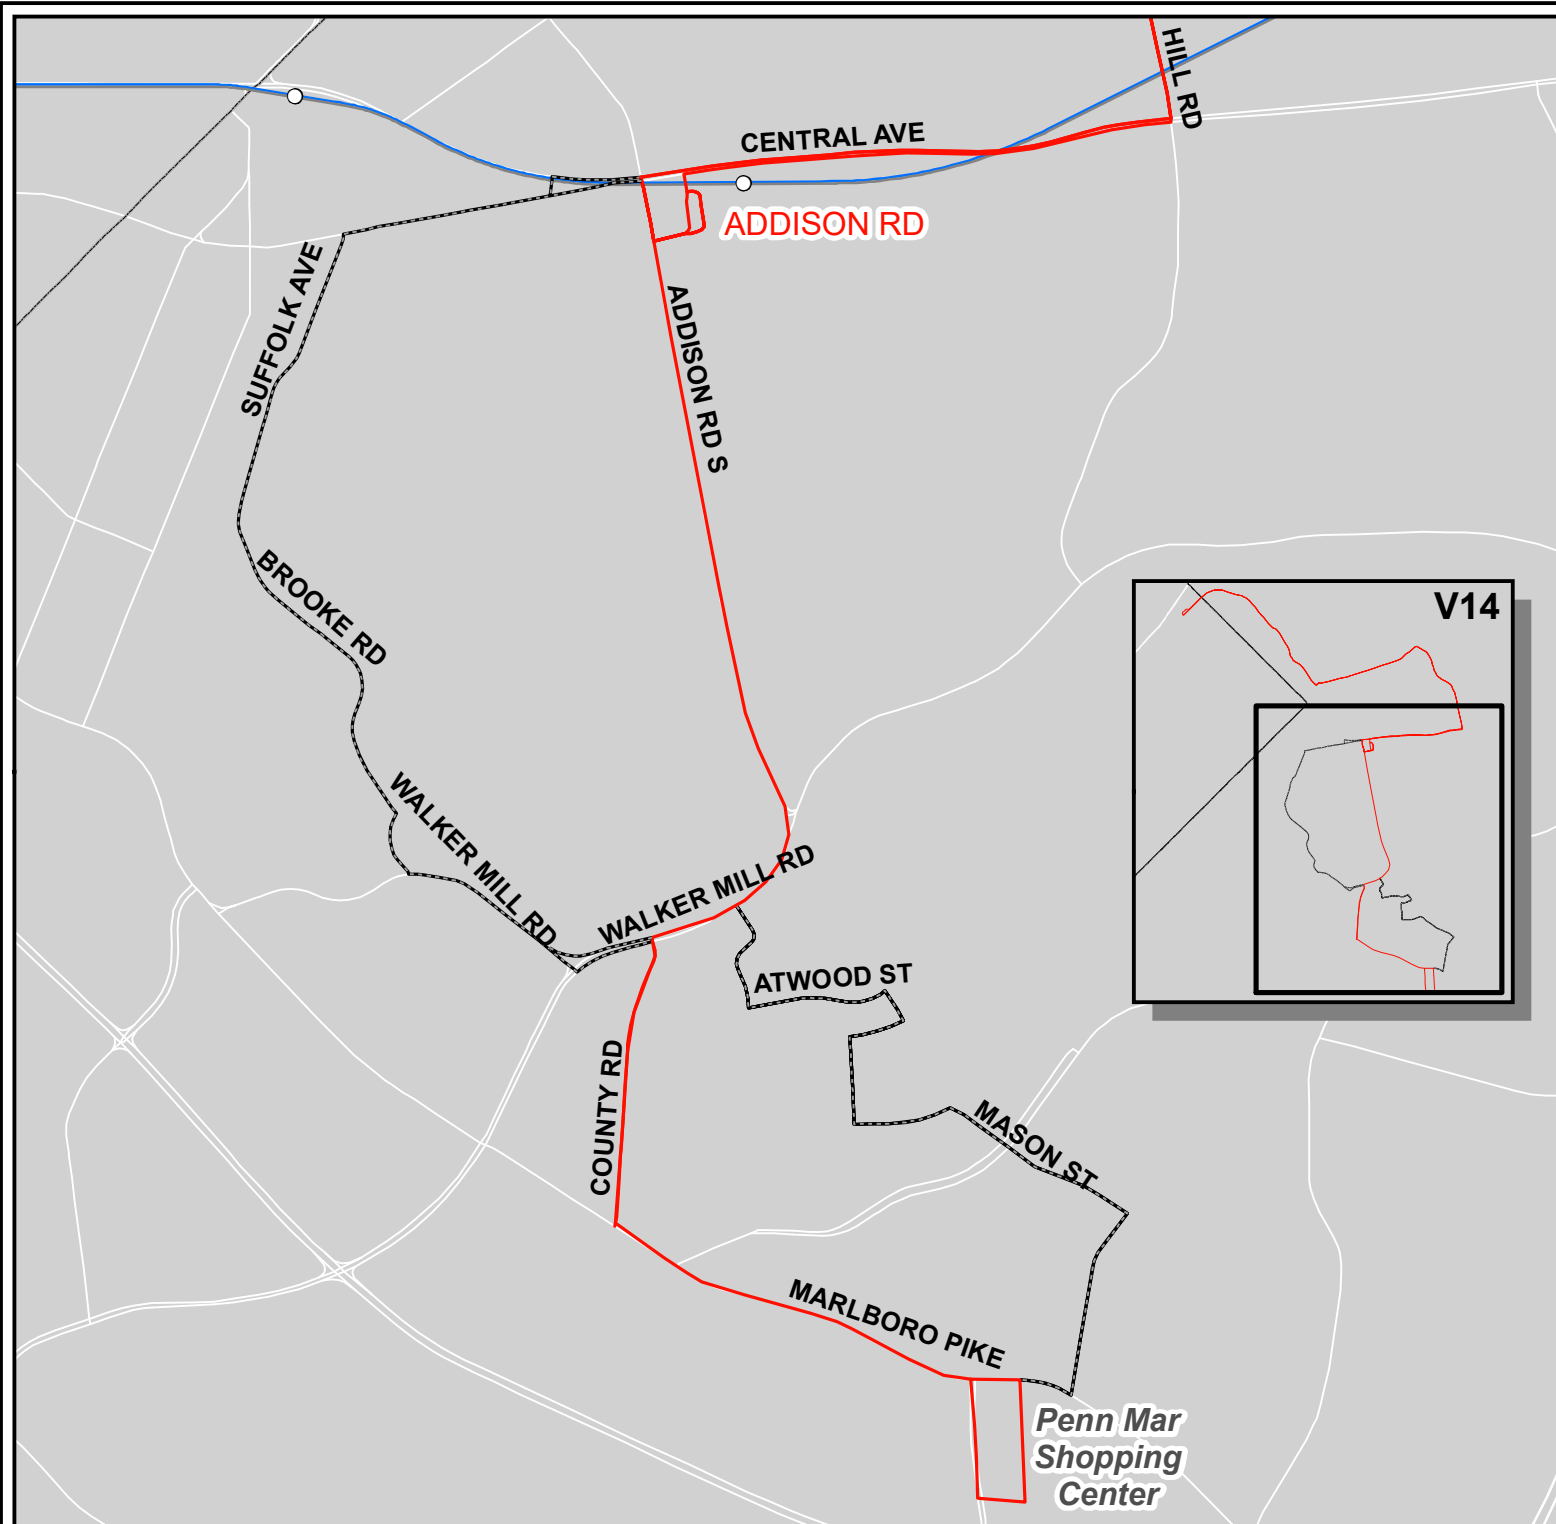 HILL RD
CENTRAL AVE
ADDISON RD
SUFFOLK AVE
ADDISON RD S
BROOKE RD
V14
WALKER MILL RD
WALKER MILL RD
ATWOOD ST
COUNTY RD
MASON ST
MARLBORO PIKE
Penn Mar
Shopping
Center